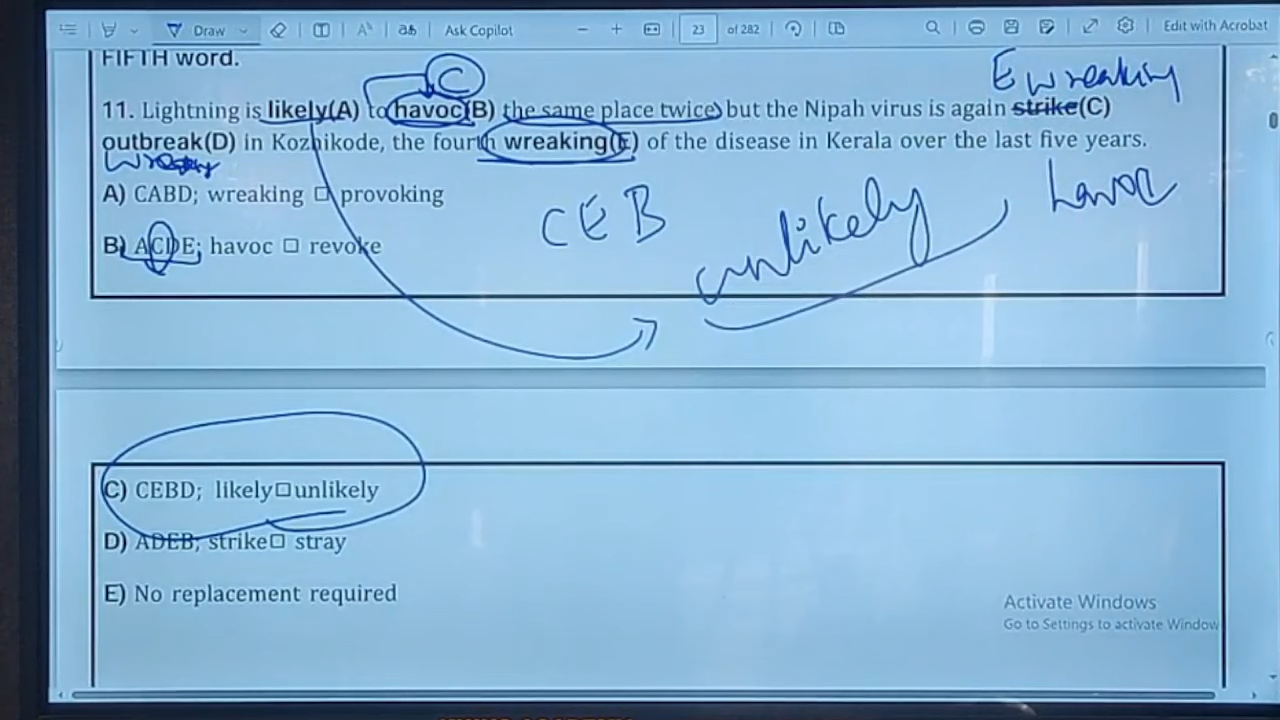 Draw
Ask Copilot
23 of 282
Edit with Acrobat
FIFTH word.
C
E wreaking
11. Lightning is likely(A) to havoc(B) the same place twice) but the Nipah virus is again strike(C)
outbreak(D) in Kozhikode, the fourth wreaking(E) of the disease in Kerala over the last five years.
A) CABD; wreaking □ provoking
havoc
CEB
unlikely
B) ACDE; havoc □ revoke
C) CEBD; likely□unlikely
D) ADEB; strike□ stray
E) No replacement required
Activate Windows
Go to Settings to activate Window